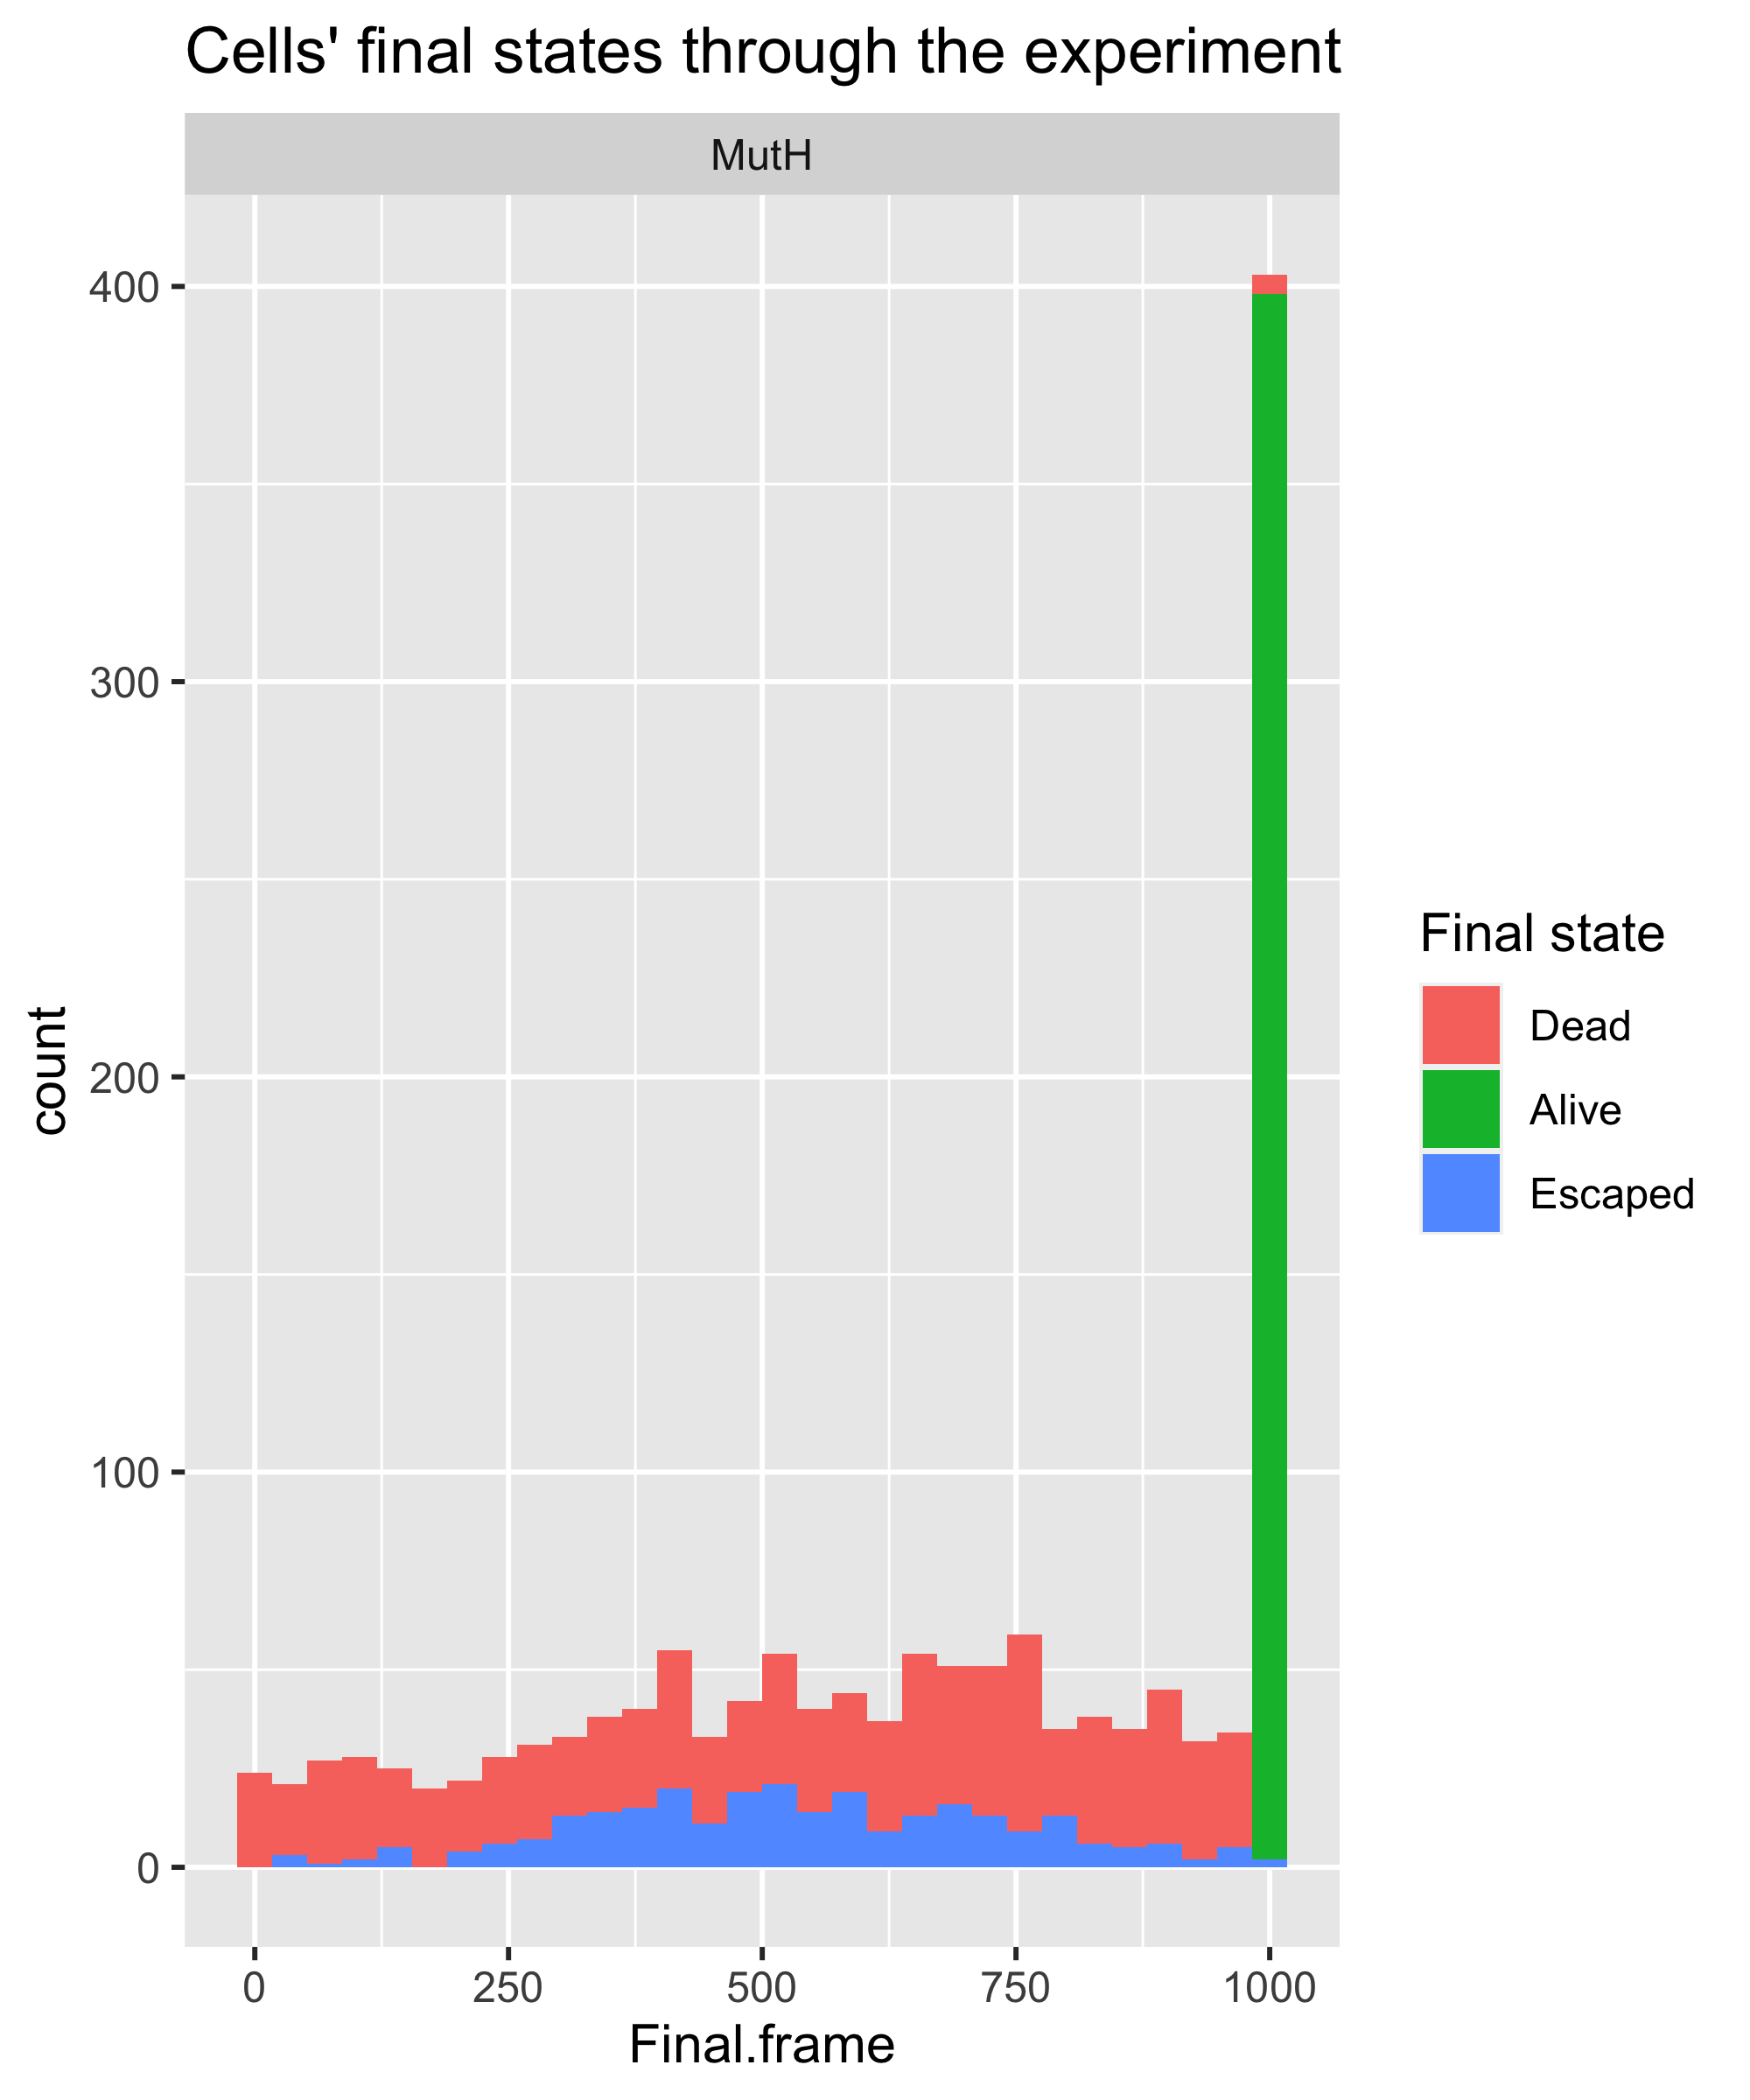 Cells' final states through the experiment
MutH
400
300
200
100
0
count
0 250 500 750 1000
Final.frame
Final state
Dead
Alive
Escaped